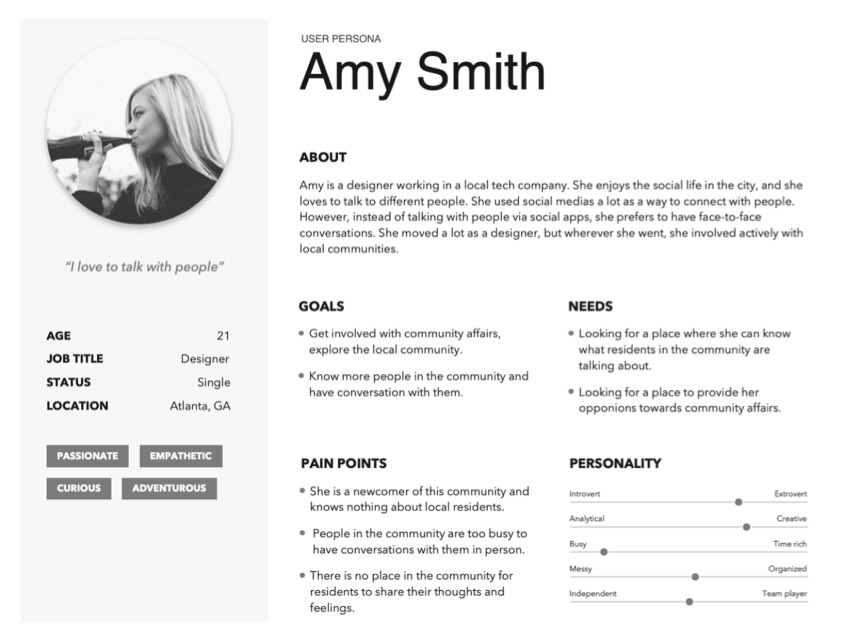 USER PERSONA
Amy Smith
“I love to talk with people”
AGE 21
JOB TITLE Designer
STATUS Single
LOCATION Atlanta, GA
PASSIONATE EMPATHETIC
CURIOUS ADVENTUROUS
ABOUT
Amy is a designer working in a local tech company. She enjoys the social life in the city, and she
loves to talk to different people. She used social medias a lot as a way to connect with people.
However, instead of talking with people via social apps, she prefers to have face-to-face
conversations. She moved a lot as a designer, but wherever she went, she involved actively with
local communities.
GOALS
Get involved with community affairs,
explore the local community.
Know more people in the community and
have conversation with them.
NEEDS
Looking for a place where she can know
what residents in the community are
talking about.
Looking for a place to provide her
opponions towards community affairs.
PAIN POINTS
She is a newcomer of this community and
knows nothing about local residents.
People in the community are too busy to
have conversations with them in person.
There is no place in the community for
residents to share their thoughts and
feelings.
PERSONALITY
Introvert Extrovert
Analytical Creative
Busy Time rich
Messy Organized
Independent Team player